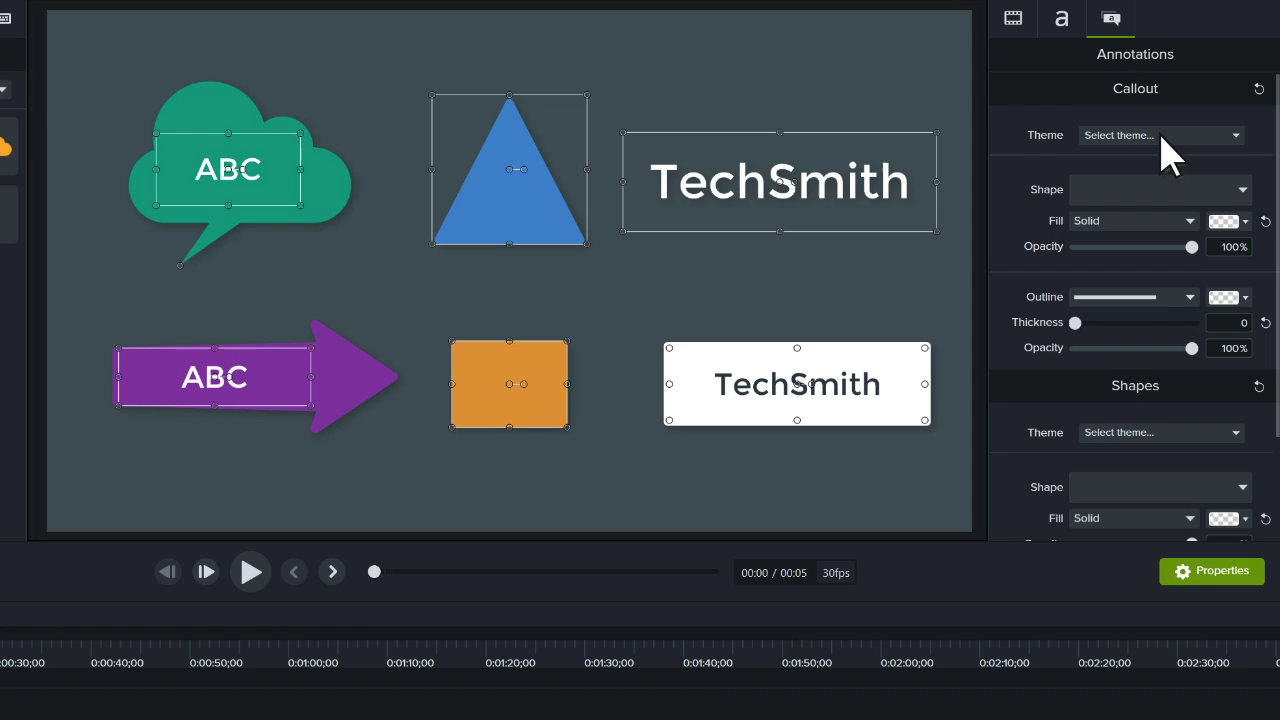 a
a
Annotations
Callout
Theme Select theme...
Shape
Fill Solid
Opacity 100%
Outline
Thickness 0
Opacity 100%
Shapes
Theme Select theme...
Shape
Fill Solid
ABC
TechSmith
ABC
TechSmith
00:00 / 00:05 30fps
Properties
00:30;00 0:00:40;00 0:00:50;00 0:01:00;00 0:01:10;00 0:01:20;00 0:01:30;00 0:01:40;00 0:01:50;00 0:02:00;00 0:02:10;00 0:02:20;00 0:02:30;00